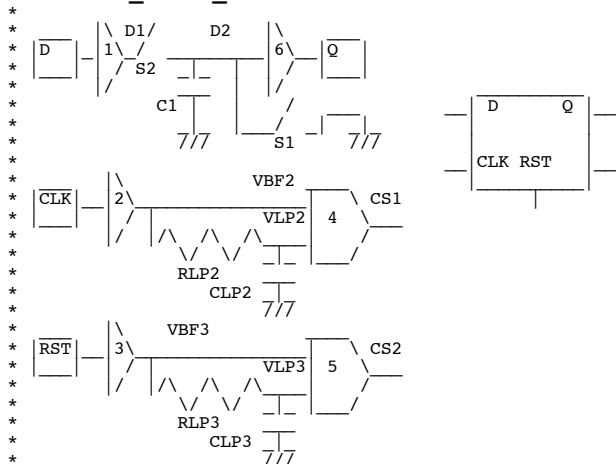 D1 D2
D 1 S2 6 Q
C1
S1
D Q
CLK RST
VBF2
CLK 2 VLP2 4 CS1
RLP2
CLP2
VBF3
RST 3 VLP3 5 CS2
RLP3
CLP3